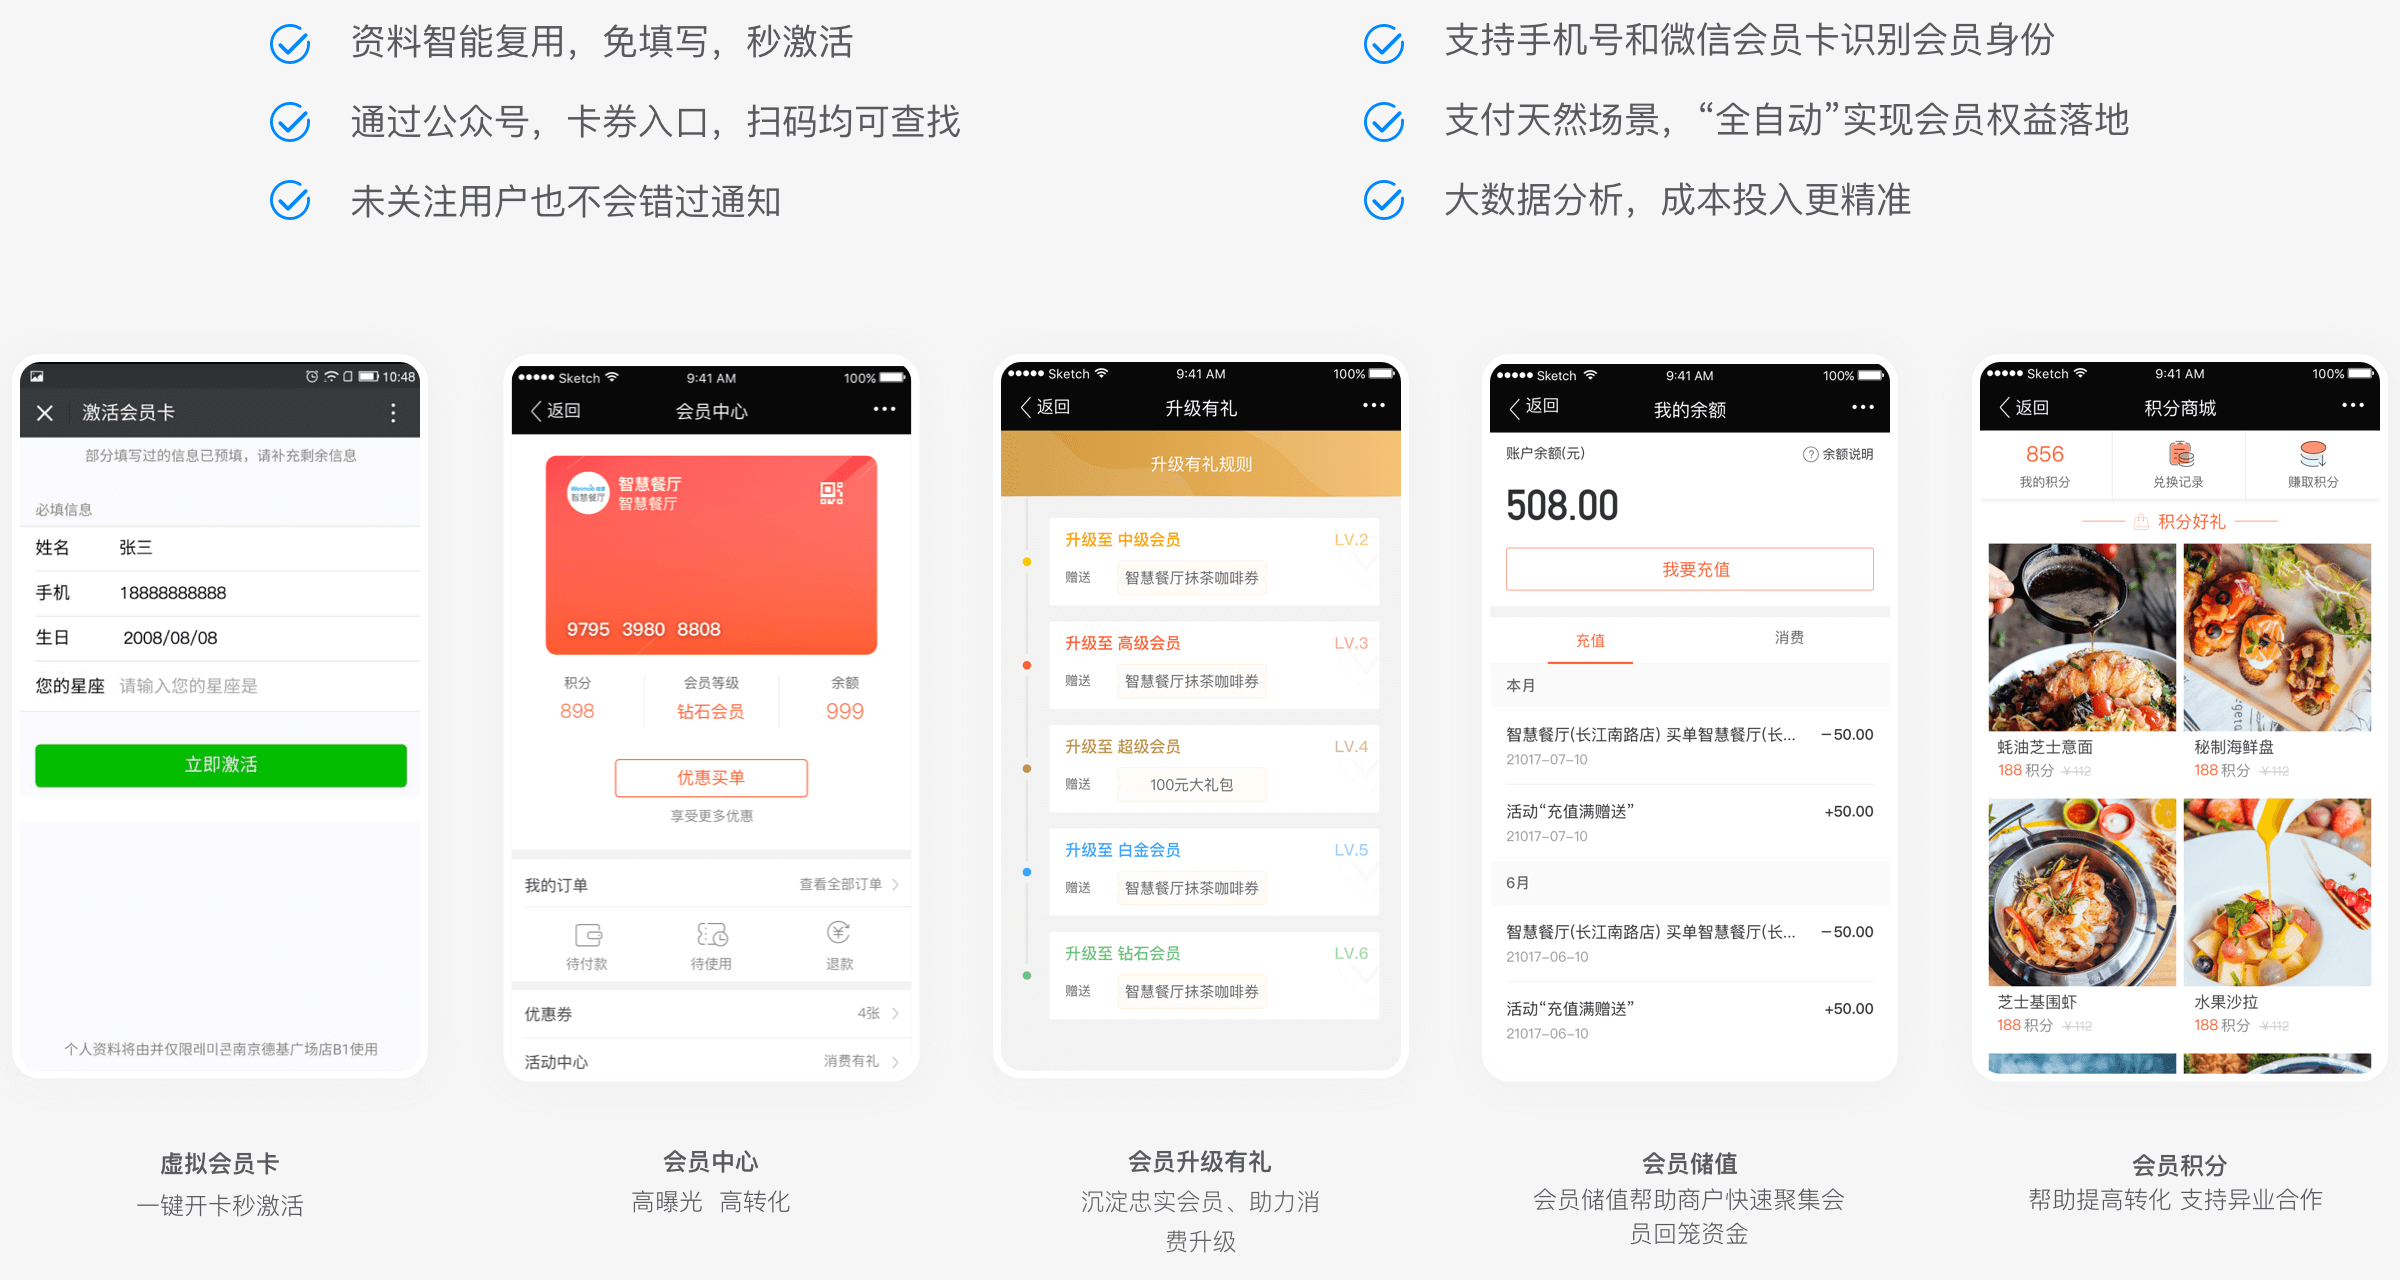 资料智能复用，免填写，秒激活
通过公众号，卡券入口，扫码均可查找
未关注用户也不会错过通知
支持手机号和微信会员卡识别会员身份
支付天然场景，“全自动”实现会员权益落地
大数据分析，成本投入更精准
10:48
激活会员卡
部分填写过的信息已预填，请补充剩余信息
必填信息
姓名 张三
手机 18888888888
生日 2008/08/08
您的星座 请输入您的星座是
立即激活
个人资料将由并仅限레미콘南京德基广场店B1使用
虚拟会员卡
一键开卡秒激活
Sketch 9:41 AM 100%
返回 会员中心
智慧餐厅
智慧餐厅
智慧餐厅
9795 3980 8808
积分 会员等级 余额
898 钻石会员 999
优惠买单
享受更多优惠
我的订单 查看全部订单
待付款 待使用 退款
优惠券 4张
活动中心 消费有礼
会员中心
高曝光 高转化
Sketch 9:41 AM 100%
返回 升级有礼
升级有礼规则
升级至 中级会员 LV.2
赠送 智慧餐厅抹茶咖啡券
升级至 高级会员 LV.3
赠送 智慧餐厅抹茶咖啡券
升级至 超级会员 LV.4
赠送 100元大礼包
升级至 白金会员 LV.5
赠送 智慧餐厅抹茶咖啡券
升级至 钻石会员 LV.6
赠送 智慧餐厅抹茶咖啡券
会员升级有礼
沉淀忠实会员、助力消
费升级
Sketch 9:41 AM 100%
返回 我的余额
账户余额(元) ? 余额说明
508.00
我要充值
充值 消费
本月
智慧餐厅(长江南路店) 买单智慧餐厅(长... −50.00
21017-07-10
活动“充值满赠送” +50.00
21017-07-10
6月
智慧餐厅(长江南路店) 买单智慧餐厅(长... −50.00
21017-06-10
活动“充值满赠送” +50.00
21017-06-10
会员储值
会员储值帮助商户快速聚集会
员回笼资金
Sketch 9:41 AM 100%
返回 积分商城
856
我的积分 兑换记录 赚取积分
积分好礼
蚝油芝士意面 秘制海鲜盘
188 积分 ¥112 188 积分 ¥112
芝士基围虾 水果沙拉
188 积分 ¥112 188 积分 ¥112
会员积分
帮助提高转化 支持异业合作